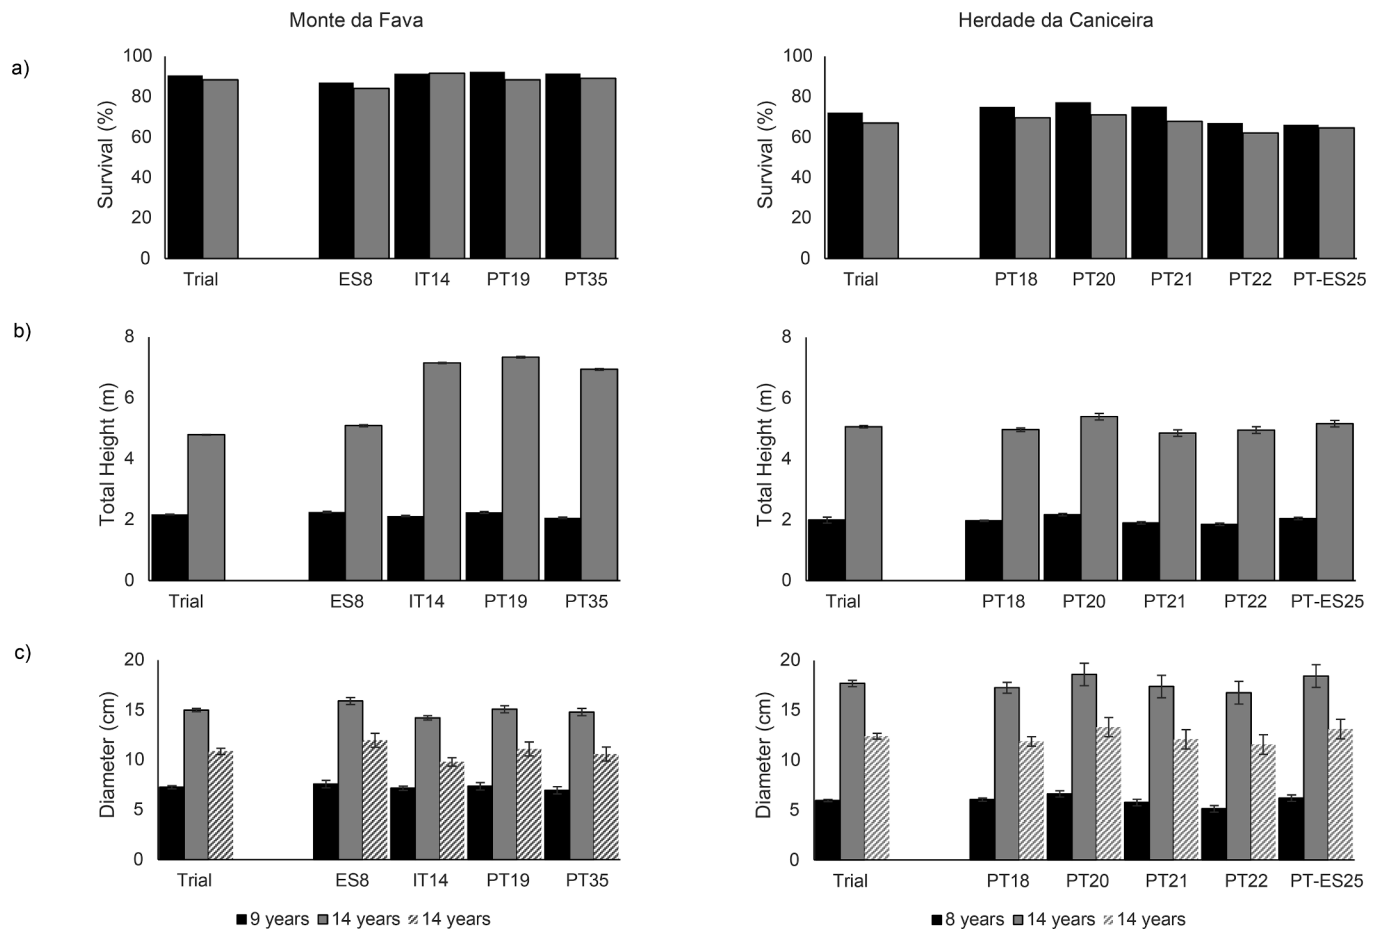 Monte da Fava
Herdade da Caniceira
a)
Survival (%)
100
80
60
40
20
0
Trial ES8 IT14 PT19 PT35
Survival (%)
100
80
60
40
20
0
Trial PT18 PT20 PT21 PT22 PT-ES25
b)
Total Height (m)
8
6
4
2
0
Trial ES8 IT14 PT19 PT35
Total Height (m)
8
6
4
2
0
Trial PT18 PT20 PT21 PT22 PT-ES25
c)
Diameter (cm)
20
15
10
5
0
Trial ES8 IT14 PT19 PT35
9 years 14 years 14 years
Diameter (cm)
20
15
10
5
0
Trial PT18 PT20 PT21 PT22 PT-ES25
8 years 14 years 14 years